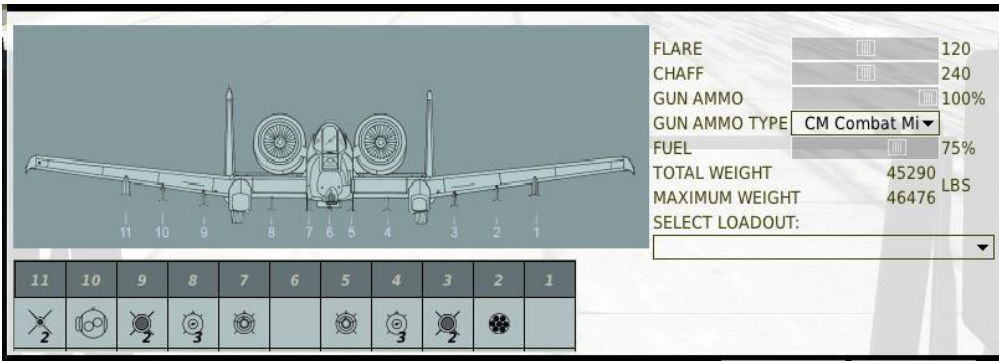 FLARE 120
CHAFF 240
GUN AMMO 100%
GUN AMMO TYPE CM Combat Mi
FUEL 75%
TOTAL WEIGHT 45290
LBS
MAXIMUM WEIGHT 46476
SELECT LOADOUT:
11 10 9 8 7 6 5 4 3 2 1
11 10 9 8 7 6 5 4 3 2 1
2 2 3 3 2